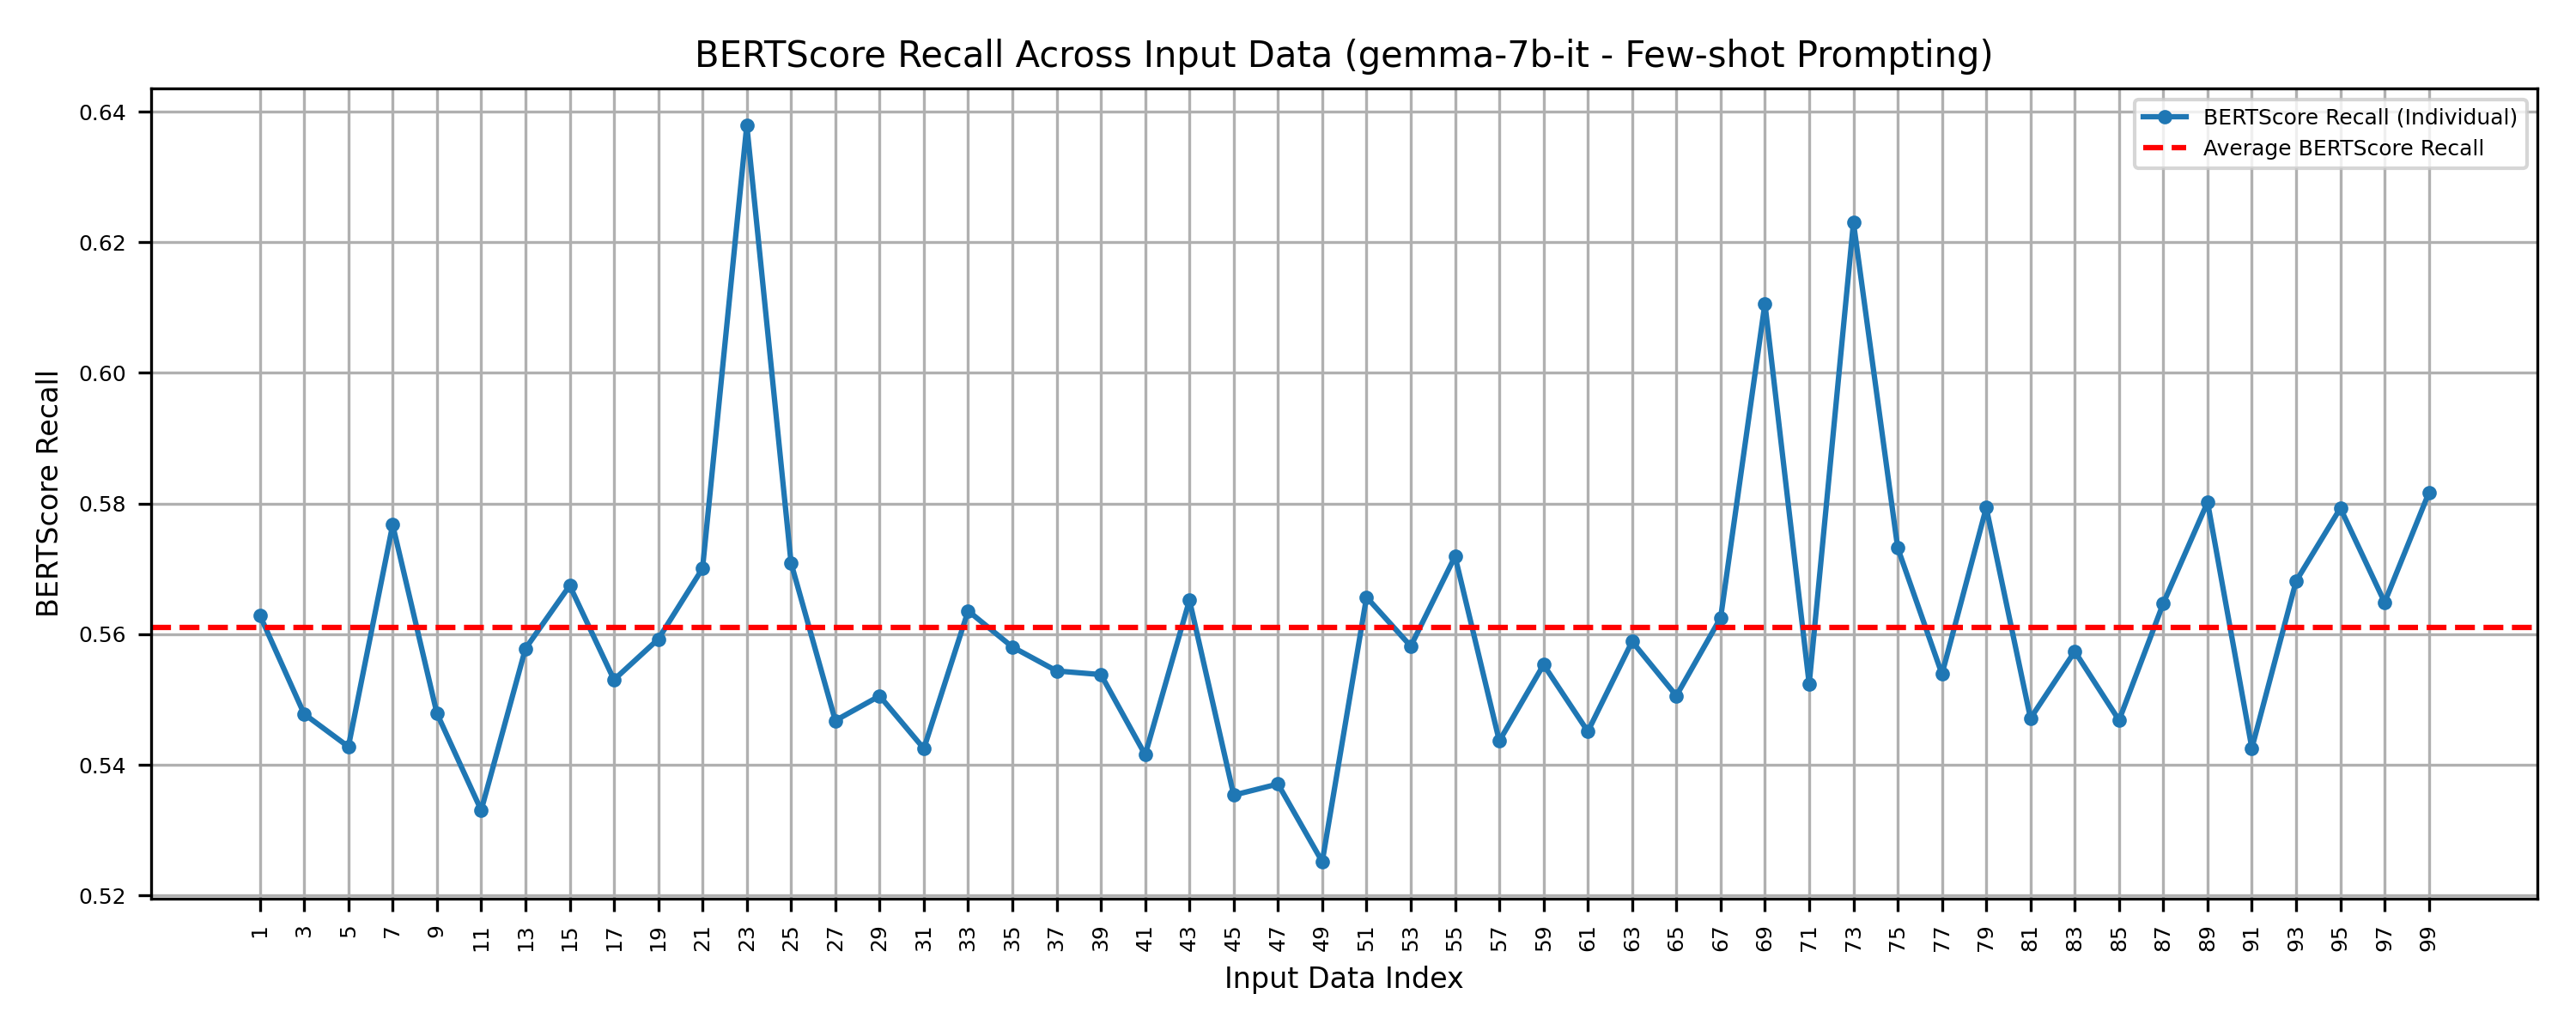 BERTScore Recall Across Input Data (gemma-7b-it - Few-shot Prompting)
BERTScore Recall (Individual)
Average BERTScore Recall
BERTScore Recall
0.64
0.62
0.60
0.58
0.56
0.54
0.52
1 3 5 7 9 11 13 15 17 19 21 23 25 27 29 31 33 35 37 39 41 43 45 47 49 51 53 55 57 59 61 63 65 67 69 71 73 75 77 79 81 83 85 87 89 91 93 95 97 99
Input Data Index